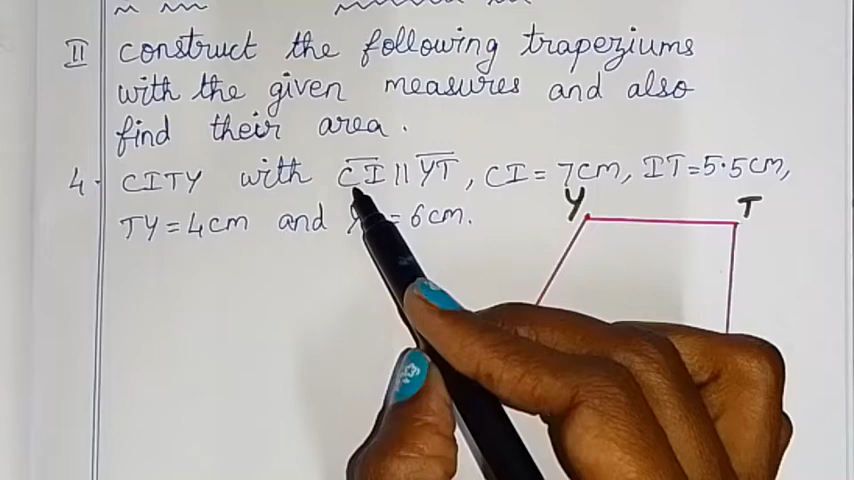 II construct the following trapeziums
with the given measures and also
find their area.
4. CITY with CI || YT, CI = 7cm, IT = 5.5cm,
TY = 4cm and = 6cm.
Y T